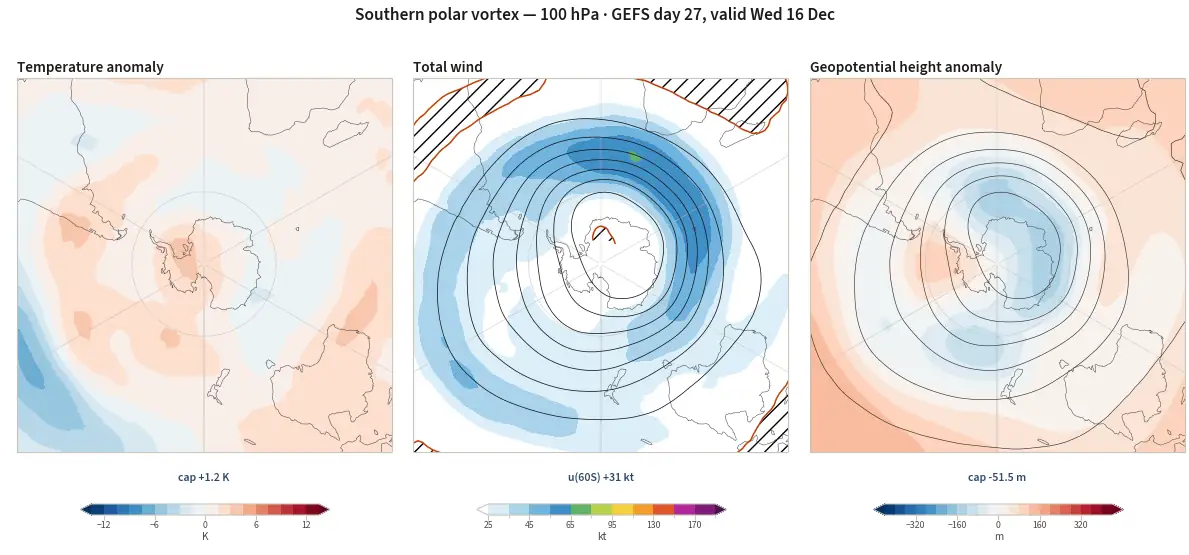 Southern polar vortex — 100 hPa · GEFS day 27, valid Wed 16 Dec
Temperature anomaly
Total wind
Geopotential height anomaly
cap +1.2 K
u(60S) +31 kt
cap -51.5 m
−12 −6 0 6 12
K
25 45 65 95 130 170
kt
−320 −160 0 160 320
m